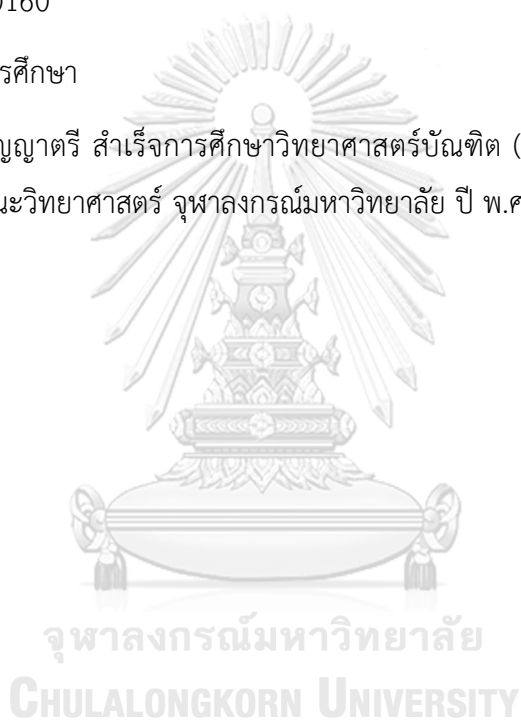 รศึกษา
ญญาตรี สำเร็จการศึกษาวิทยาศาสตร์บัณฑิต (
นะวิทยาศาสตร์ จุฬาลงกรณ์มหาวิทยาลัย ปี พ.ศ
จุฬาลงกรณ์มหาวิทยาลัย
CHULALONGKORN UNIVERSITY